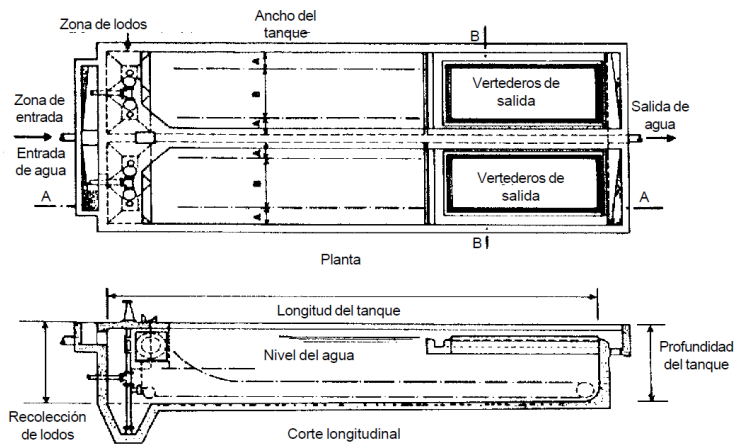 Zona de lodos
Ancho del
tanque
B
A
B
A
Zona de
entrada
Entrada
de agua
Vertederos de
salida
Salida de
agua
A
B
A
Vertederos de
salida
A
A
B
Planta
Longitud del tanque
Nivel del agua
Profundidad
del tanque
Recolección
de lodos
Corte longitudinal